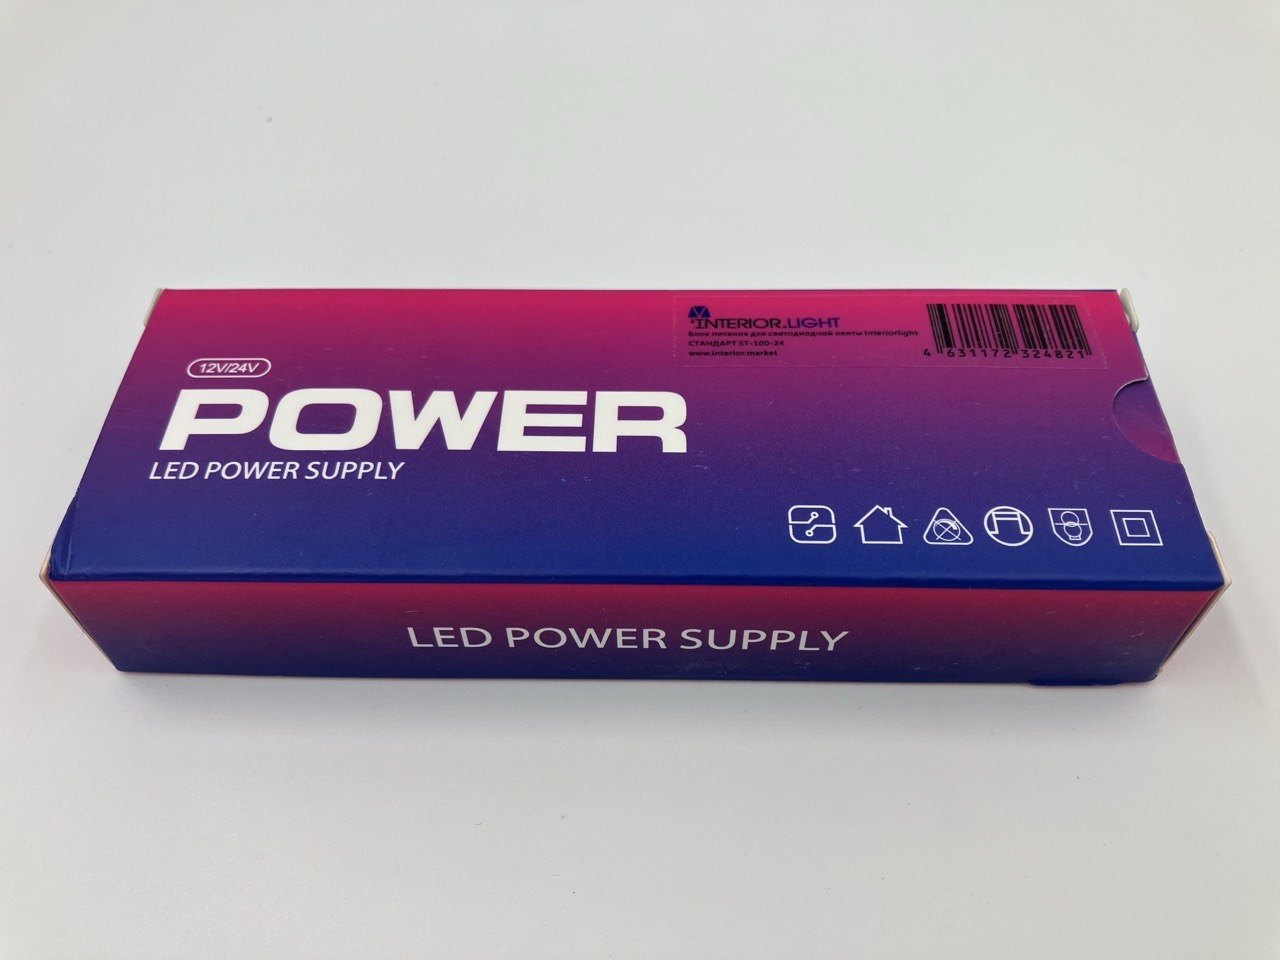 INTERIOR.LIGHT
Блок питания для светодиодной ленты interiorlight
СТАНДАРТ ST-100-24
www.interior.market
4 631172 324821
12V/24V
POWER
LED POWER SUPPLY
LED POWER SUPPLY